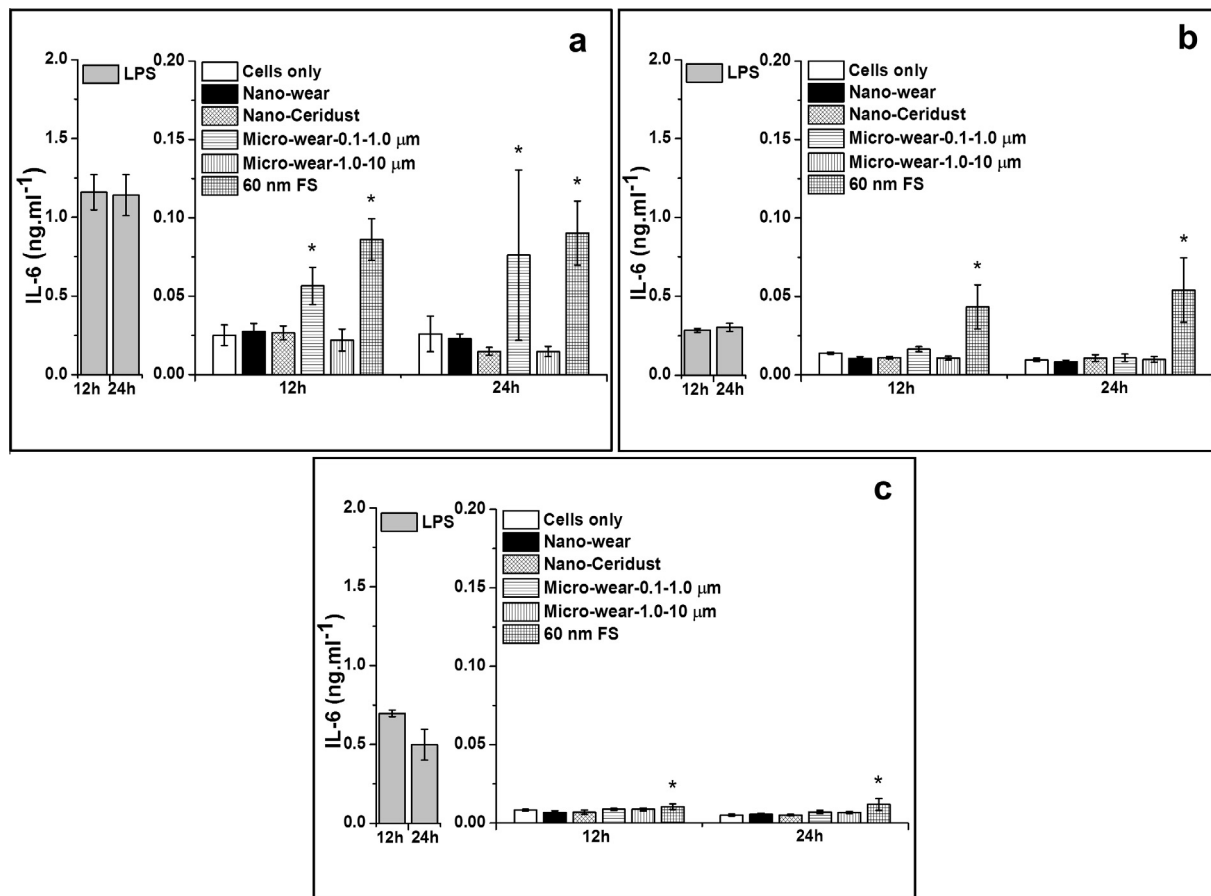 a
IL-6 (ng.ml⁻¹)
2.0
1.5
1.0
0.5
0.0
LPS
12h 24h
0.20
0.15
0.10
0.05
0.00
Cells only
Nano-wear
Nano-Ceridust
Micro-wear-0.1-1.0 μm
Micro-wear-1.0-10 μm
60 nm FS
* * * *
12h 24h
b
IL-6 (ng.ml⁻¹)
2.0
1.5
1.0
0.5
0.0
LPS
12h 24h
0.20
0.15
0.10
0.05
0.00
Cells only
Nano-wear
Nano-Ceridust
Micro-wear-0.1-1.0 μm
Micro-wear-1.0-10 μm
60 nm FS
* *
12h 24h
c
IL-6 (ng.ml⁻¹)
2.0
1.5
1.0
0.5
0.0
LPS
12h 24h
0.20
0.15
0.10
0.05
0.00
Cells only
Nano-wear
Nano-Ceridust
Micro-wear-0.1-1.0 μm
Micro-wear-1.0-10 μm
60 nm FS
* *
12h 24h